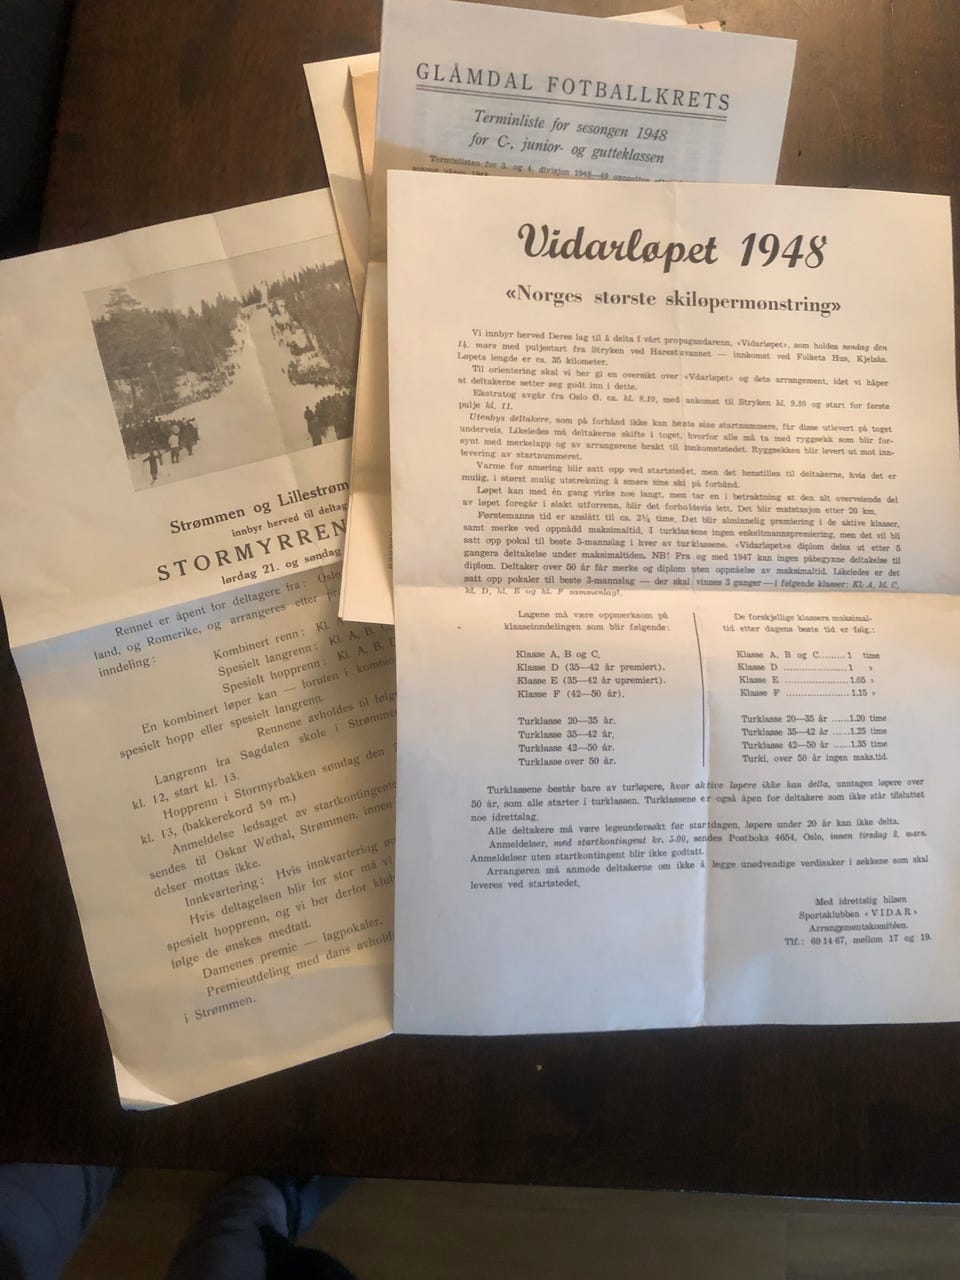 GLÅMDAL FOTBALLKRETS
Terminliste for sesongen 1948
for C-, junior- og gutteklassen
Terminlisten for 3. og 4. divisjon 1948—49 oppsettes
Vidarløpet 1948
«Norges største skiløpermønstring»
Vi innbyr herved Deres lag til å delta i vårt propagandarenn, «Vidarløpet», som holdes søndag den
14. mars med puljestart fra Stryken ved Harestuvannet — innkomst ved Folkets Hus, Kjelsås.
Løpets lengde er ca. 35 kilometer.
Til orientering skal vi her gi en oversikt over «Vidarløpet» og dets arrangement, idet vi håper
at deltakerne setter seg godt inn i dette.
Ekstratog avgår fra Oslo Ø. ca. kl. 8.10, med ankomst til Stryken kl. 9.30 og start for første
pulje kl. 11.
Utenbys deltakere, som på forhånd ikke kan hente sine startnummere, får disse utlevert på toget
underveis. Likeledes må deltakerne skifte i toget, hvorfor alle må ta med ryggsekk som blir for-
synt med merkelapp og av arrangørene brakt til innkomststedet. Ryggsekken blir levert ut mot inn-
levering av startnummeret.
Varme for smøring blir satt opp ved startstedet, men det henstilles til deltakerne, hvis det er
mulig, i størst mulig utstrekning å smøre sine ski på forhånd.
Løpet kan med én gang virke noe langt, men tar en i betraktning at den alt overveiende del
av løpet foregår i slakt utforrenn, blir det forholdsvis lett. Det blir matstasjon etter 20 km.
Førstemanns tid er anslått til ca. 2¼ time. Det blir alminnelig premiering i de aktive klasser,
samt merke ved oppnådd maksimaltid. I turklassene ingen enkeltmannspremiering, men det vil bli
satt opp pokal til beste 3-mannslag i hver av turklassene. «Vidarløpet»s diplom deles ut etter 5
gangers deltakelse under maksimaltiden. NB! Fra og med 1947 kan ingen påbegynne deltakelse til
diplom. Deltaker over 50 år får merke og diplom uten oppnåelse av maksimaltid. Likeledes er det
satt opp pokaler til beste 3-mannslag — der skal vinnes 3 ganger — i følgende klasser: Kl. A, kl. C,
kl. D, kl. E og kl. F sammenlagt.
Lagene må være oppmerksom på
klasseinndelingen som blir følgende:
Klasse A, B og C.
Klasse D (35—42 år premiert).
Klasse E (35—42 år upremiert).
Klasse F (42—50 år).
Turklasse 20—35 år.
Turklasse 35—42 år.
Turklasse 42—50 år.
Turklasse over 50 år.
De forskjellige klassers maksimal-
tid etter dagens beste tid er følg.:
Klasse A, B og C......1 time
Klasse D ..................1 »
Klasse E ..................1.05 »
Klasse F ..................1.15 »
Turklasse 20—35 år ......1.20 time
Turklasse 35—42 år ......1.25 time
Turklasse 42—50 år ......1.35 time
Turkl. over 50 år ingen maks.tid.
Turklassene består bare av turløpere, hvor aktive løpere ikke kan delta, unntagen løpere over
50 år, som alle starter i turklassen. Turklassene er også åpen for deltakere som ikke står tilsluttet
noe idrettslag.
Alle deltakere må være legeundersøkt før startdagen, løpere under 20 år kan ikke delta.
Anmeldelser, med startkontingent kr. 5.00, sendes Postboks 4654, Oslo, innen tirsdag 2. mars.
Anmeldelser uten startkontingent blir ikke godtatt.
Arrangøren må anmode deltakerne om ikke å legge unødvendige verdisaker i sekkene som skal
leveres ved startstedet.
Med idrettslig hilsen
Sportsklubben «VIDAR»
Arrangementskomitéen.
Tlf.: 69 14 67, mellom 17 og 19.
Strømmen og Lillestrøm
innbyr herved til deltag
STORMYRREN
lørdag 21. og søndag
Rennet er åpent for deltagere fra: Oslo
land, og Romerike, og arrangeres etter
inndeling:
Kombinert renn: Kl.
Spesielt langrenn: Kl. A, B,
Spesielt hopprenn: Kl. A, B,
En kombinert løper kan — foruten i kombin
spesielt hopp eller spesielt langrenn.
Rennene avholdes til følg
Langrenn fra Sagdalen skole i Strømmen
kl. 12, start kl. 13.
Hopprenn i Stormyrbakken søndag den
kl. 13, (bakkerekord 59 m.)
Anmeldelse ledsaget av startkontingent
sendes til Oskar Wethal, Strømmen, innen
delser mottas ikke.
Innkvartering: Hvis innkvartering
Hvis deltagelsen blir for stor må vi
spesielt hopprenn, og vi ber derfor klub
følge de ønskes medtatt.
Damenes premie — lagpokaler.
Premieutdeling med dans avhold
i Strømmen.